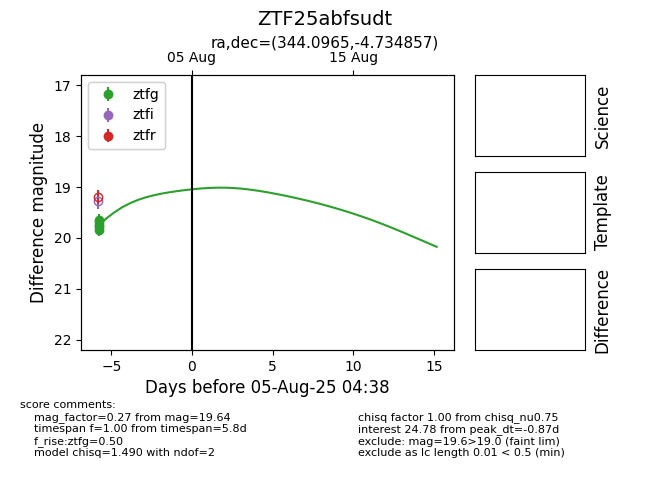 ZTF25abfsudt
ra,dec=(344.0965,-4.734857)
05 Aug
15 Aug
ztfg
ztfi
ztfr
17
18
19
20
21
22
Difference magnitude
−5
0
5
10
15
Days before 05-Aug-25 04:38
Science
Template
Difference
score comments:
mag_factor=0.27 from mag=19.64
timespan f=1.00 from timespan=5.8d
f_rise:ztfg=0.50
model chisq=1.490 with ndof=2
chisq factor 1.00 from chisq_nu0.75
interest 24.78 from peak_dt=-0.87d
exclude: mag=19.6>19.0 (faint lim)
exclude as lc length 0.01 < 0.5 (min)